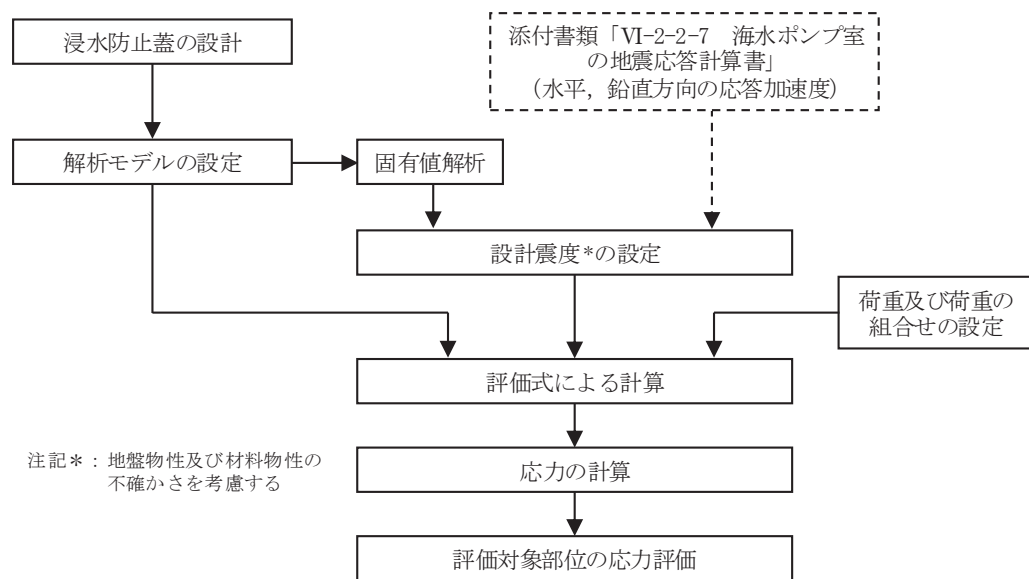 浸水防止蓋の設計
添付書類「Ⅵ-2-2-7 海水ポンプ室
の地震応答計算書」
(水平,鉛直方向の応答加速度)
解析モデルの設定
固有値解析
設計震度*の設定
荷重及び荷重の
組合せの設定
評価式による計算
注記*:地盤物性及び材料物性の
不確かさを考慮する
応力の計算
評価対象部位の応力評価